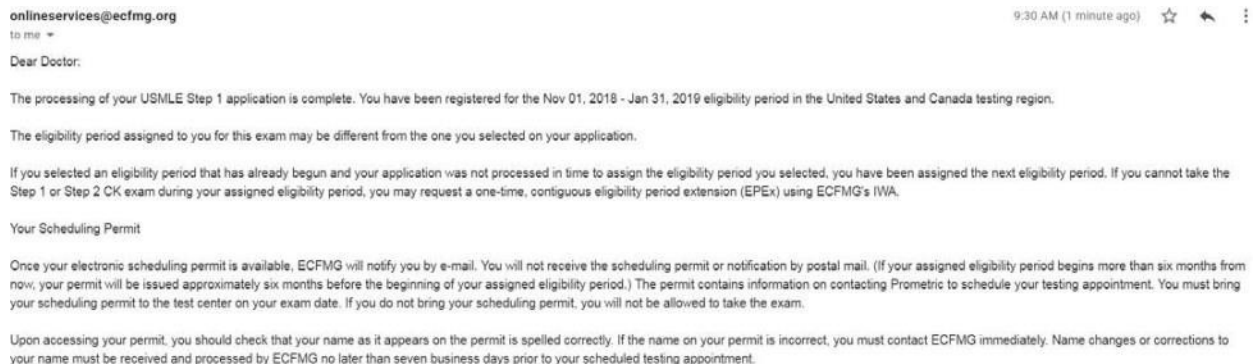 onlineservices@ecfmg.org
9:30 AM (1 minute ago)
to me
Dear Doctor:
The processing of your USMLE Step 1 application is complete. You have been registered for the Nov 01, 2018 - Jan 31, 2019 eligibility period in the United States and Canada testing region.
The eligibility period assigned to you for this exam may be different from the one you selected on your application.
If you selected an eligibility period that has already begun and your application was not processed in time to assign the eligibility period you selected, you have been assigned the next eligibility period. If you cannot take the
Step 1 or Step 2 CK exam during your assigned eligibility period, you may request a one-time, contiguous eligibility period extension (EPEx) using ECFMG's IWA.
Your Scheduling Permit
Once your electronic scheduling permit is available, ECFMG will notify you by e-mail. You will not receive the scheduling permit or notification by postal mail. (If your assigned eligibility period begins more than six months from
now, your permit will be issued approximately six months before the beginning of your assigned eligibility period.) The permit contains information on contacting Prometric to schedule your testing appointment. You must bring
your scheduling permit to the test center on your exam date. If you do not bring your scheduling permit, you will not be allowed to take the exam.
Upon accessing your permit, you should check that your name as it appears on the permit is spelled correctly. If the name on your permit is incorrect, you must contact ECFMG immediately. Name changes or corrections to
your name must be received and processed by ECFMG no later than seven business days prior to your scheduled testing appointment.